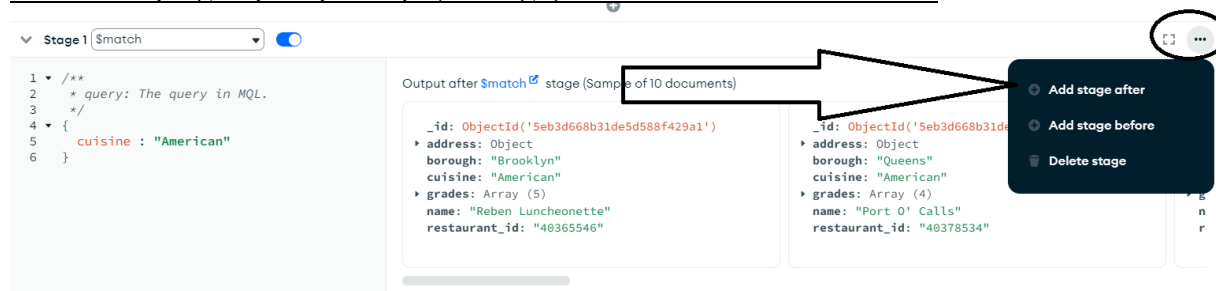 Stage 1 $match
1 /**
2 * query: The query in MQL.
3 */
4 {
5 cuisine : "American"
6 }
Output after $match stage (Sample of 10 documents)
_id: ObjectId('5eb3d668b31de5d588f429a1')
address: Object
borough: "Brooklyn"
cuisine: "American"
grades: Array (5)
name: "Reben Luncheonette"
restaurant_id: "40365546"
_id: ObjectId('5eb3d668b31de
address: Object
borough: "Queens"
cuisine: "American"
grades: Array (4)
name: "Port O' Calls"
restaurant_id: "40378534"
Add stage after
Add stage before
Delete stage
g
n
r